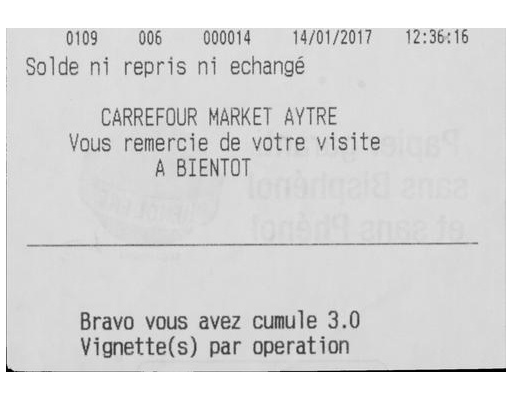 0109 006 000014 14/01/2017 12:36:16
Solde ni repris ni echangé
CARREFOUR MARKET AYTRE
Vous remercie de votre visite
A BIENTOT
Papier garanti
sans Bisphénol
et sans Phénol
Bravo vous avez cumule 3.0
Vignette(s) par operation